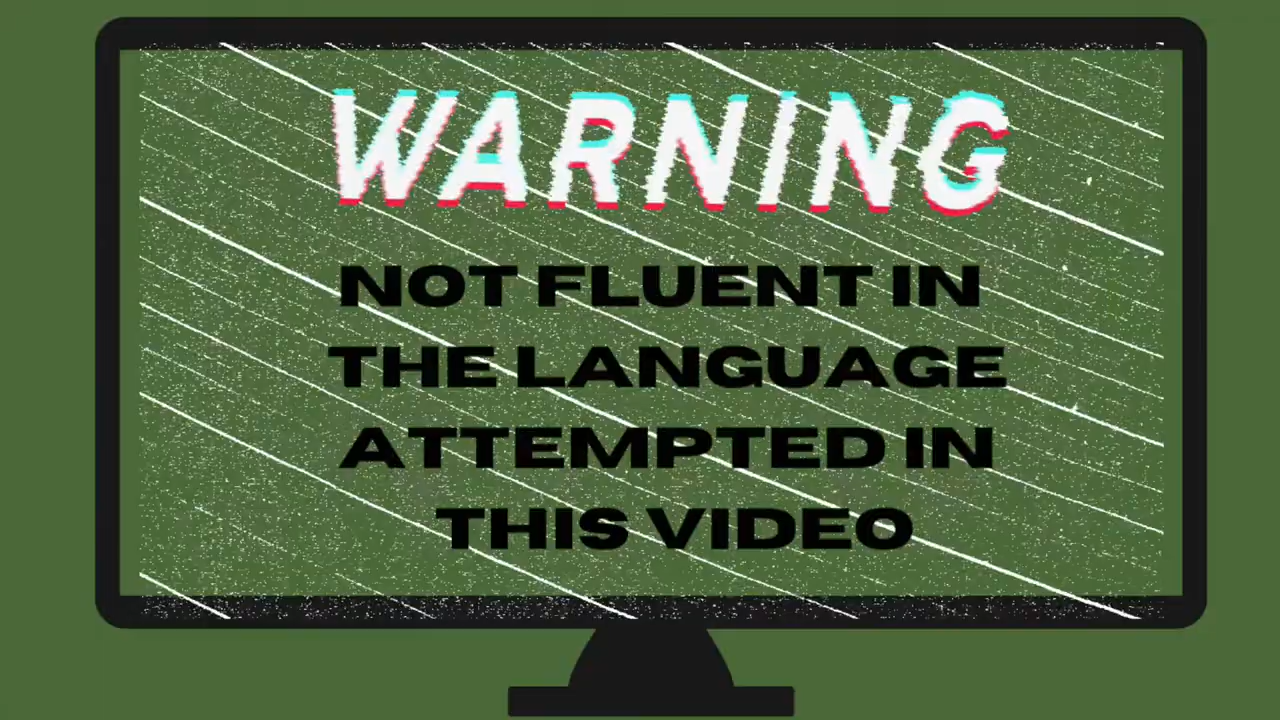 WARNING
NOT FLUENT IN
THE LANGUAGE
ATTEMPTED IN
THIS VIDEO